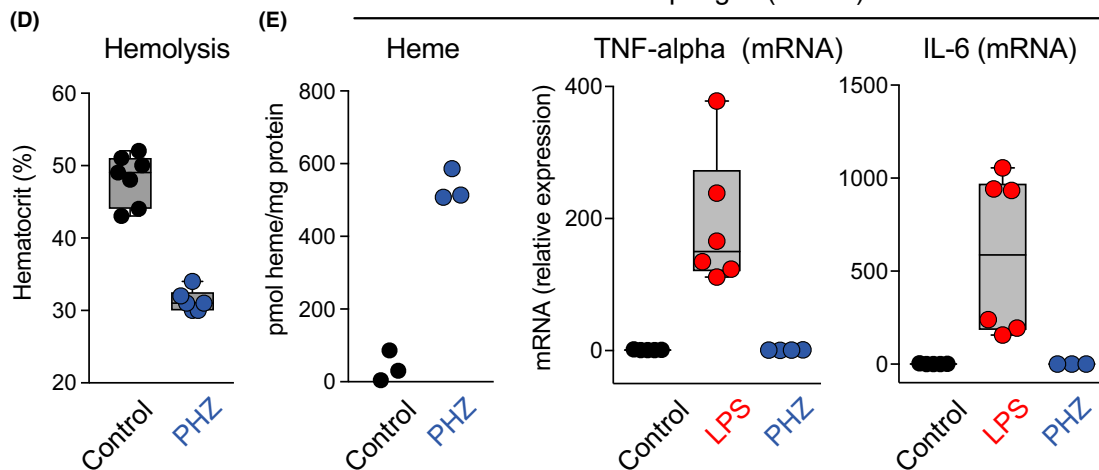 (D)
Hemolysis
Hematocrit (%)
60
50
40
30
20
Control
PHZ
(E)
Heme
pmol heme/mg protein
800
600
400
200
0
Control
PHZ
TNF-alpha (mRNA)
mRNA (relative expression)
400
200
0
Control
LPS
PHZ
IL-6 (mRNA)
1500
1000
500
0
Control
LPS
PHZ